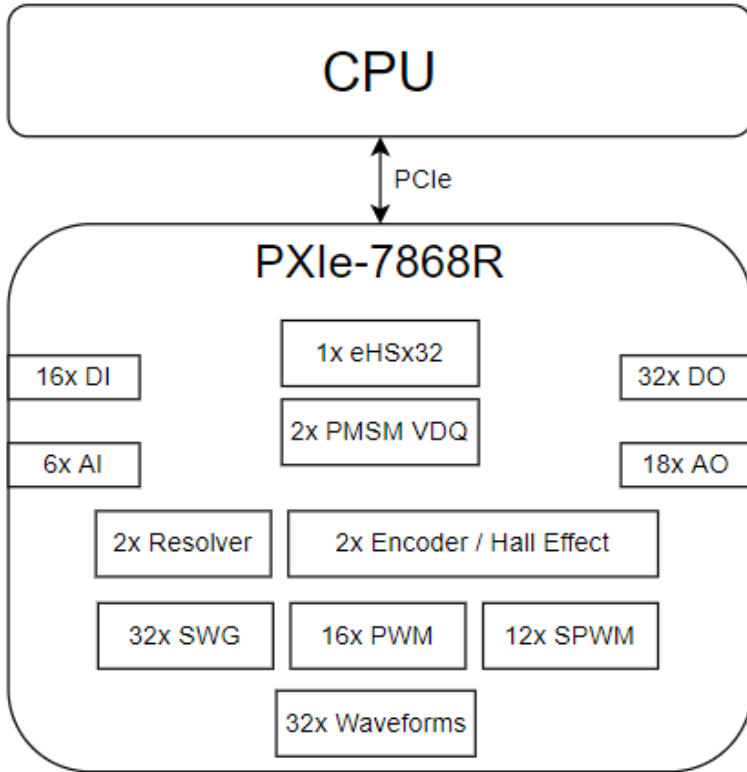 CPU
PCIe
PXIe-7868R
1x eHSx32
16x DI
32x DO
2x PMSM VDQ
6x AI
18x AO
2x Resolver
2x Encoder / Hall Effect
32x SWG
16x PWM
12x SPWM
32x Waveforms